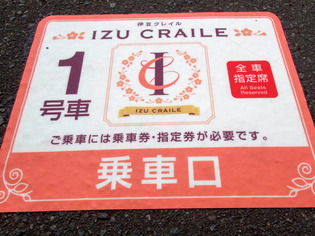 伊豆クレイル
IZU CRAILE
1
号車
IC
IZU CRAILE
全車
指定席
All Seats
Reserved
ご乗車には乗車券・指定券が必要です。
乗車口